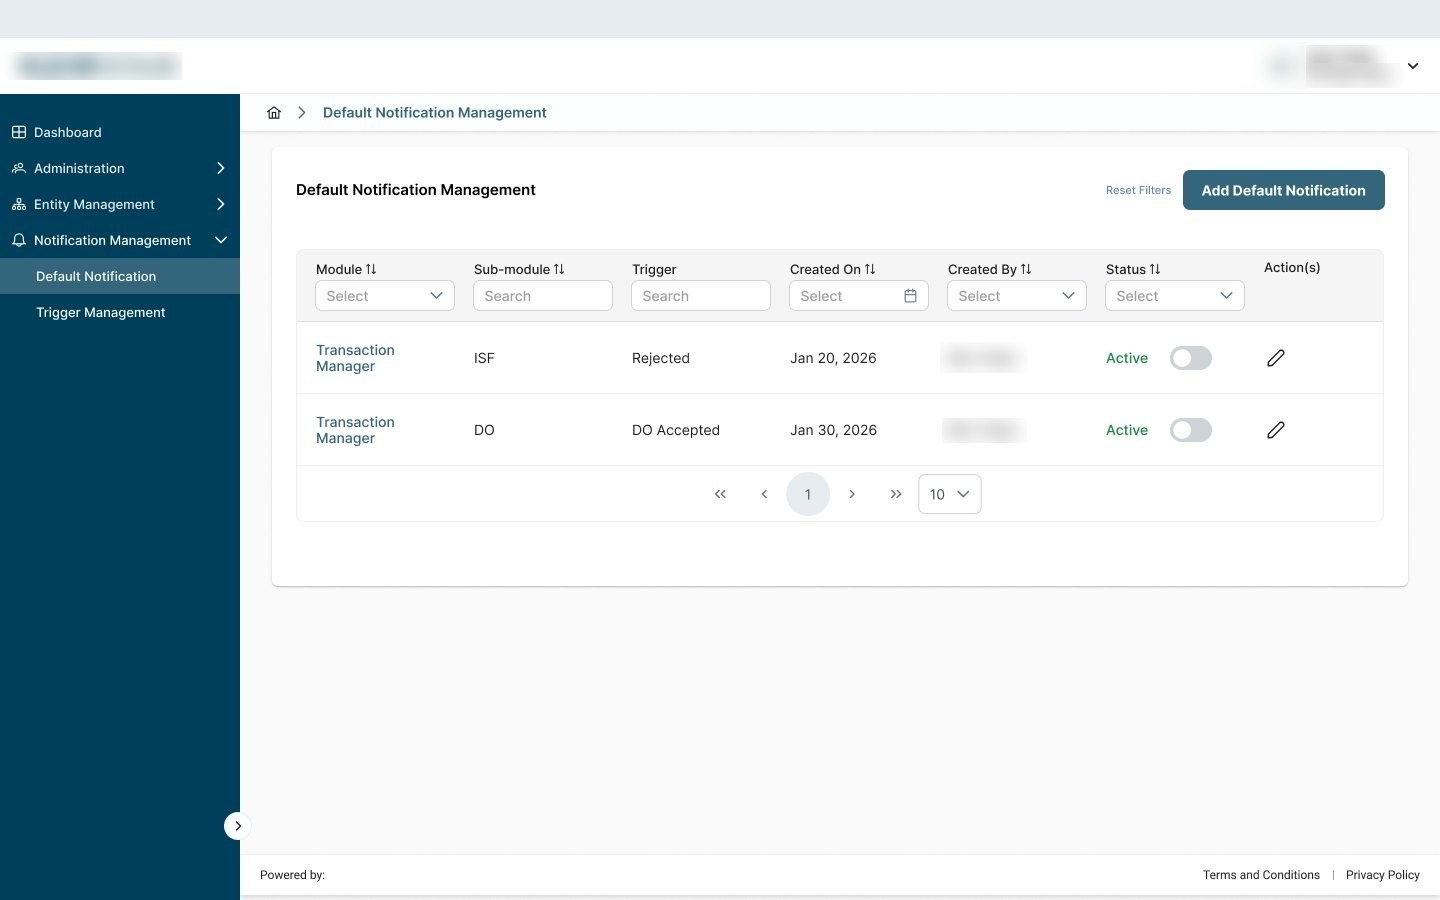 Default Notification Management
Dashboard
Administration
Entity Management
Notification Management
Default Notification
Trigger Management
Default Notification Management
Reset Filters
Add Default Notification
Module Sub-module Trigger Created On Created By Status Action(s)
Select Search Search Select Select Select
Transaction Manager ISF Rejected Jan 20, 2026 Active
Transaction Manager DO DO Accepted Jan 30, 2026 Active
1 10
Powered by:
Terms and Conditions | Privacy Policy